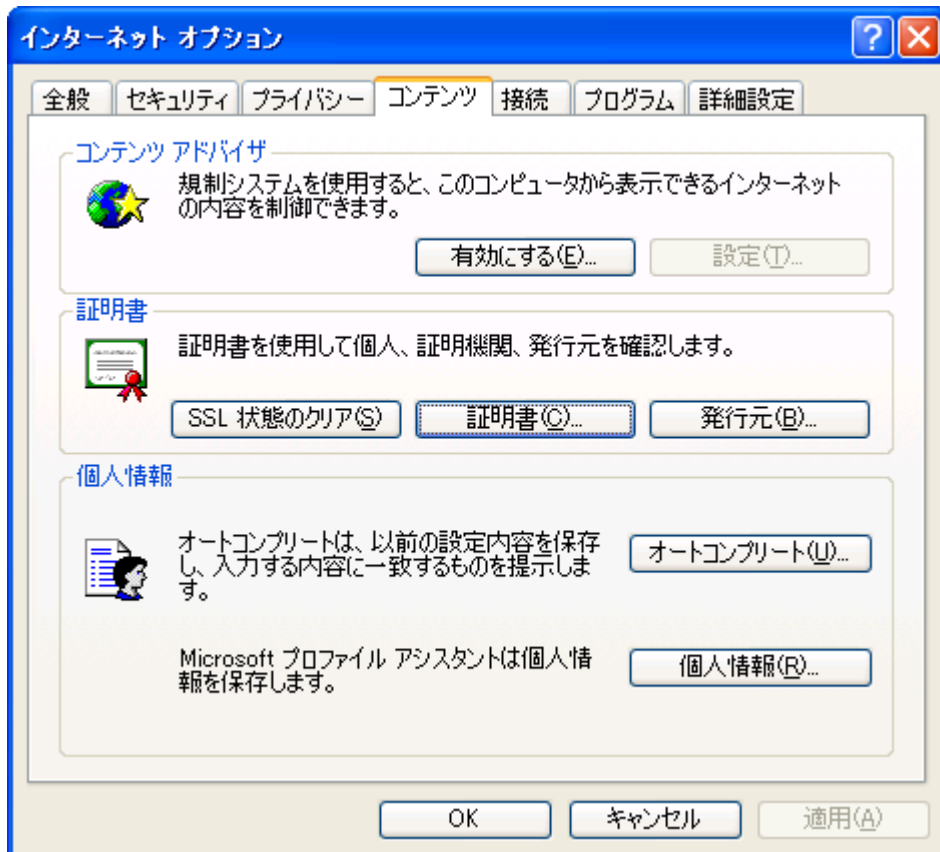 インターネット オプション
全般 セキュリティ プライバシー コンテンツ 接続 プログラム 詳細設定
コンテンツ アドバイザ
規制システムを使用すると、このコンピュータから表示できるインターネット
の内容を制御できます。
有効にする(E)... 設定(T)...
証明書
証明書を使用して個人、証明機関、発行元を確認します。
SSL 状態のクリア(S) 証明書(C)... 発行元(B)...
個人情報
オートコンプリートは、以前の設定内容を保存
し、入力する内容に一致するものを提示しま
す。
オートコンプリート(U)...
Microsoft プロファイル アシスタントは個人情
報を保存します。
個人情報(R)...
OK キャンセル 適用(A)